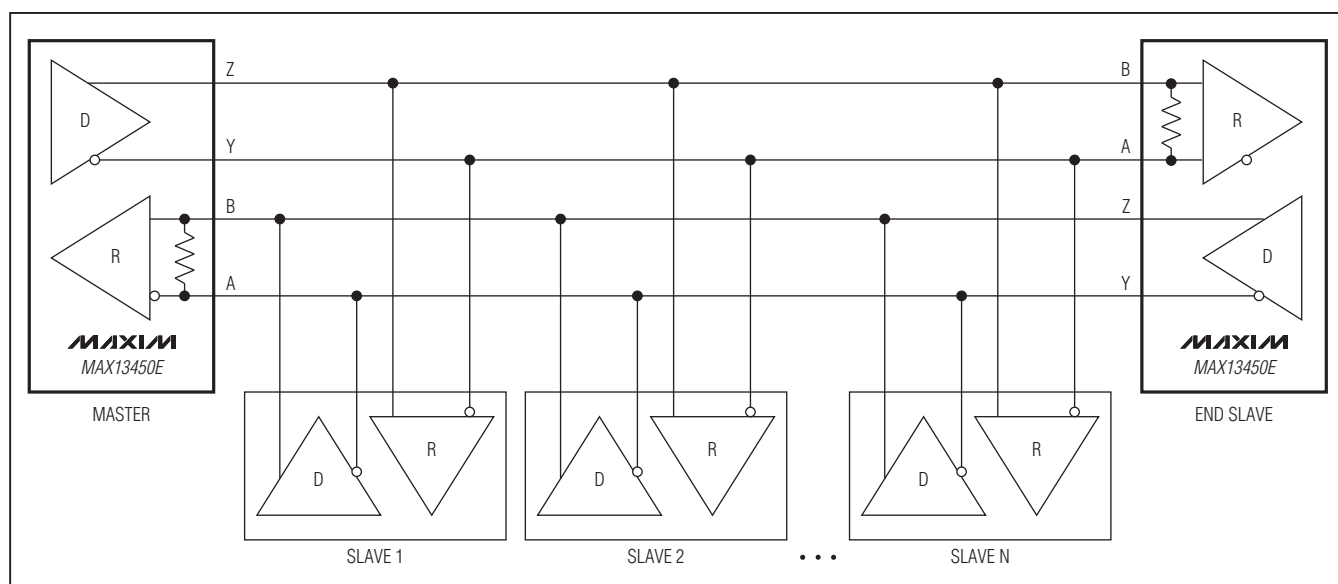 Z
B
D
R
Y
A
B
Z
R
D
A
Y
MAXIM
MAX13450E
MAXIM
MAX13450E
MASTER
END SLAVE
D
R
D
R
D
R
SLAVE 1
SLAVE 2
• • •
SLAVE N